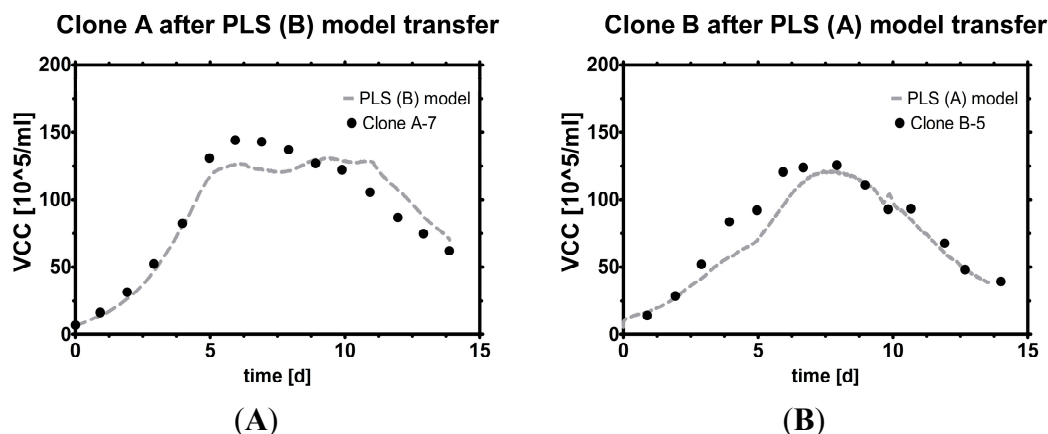 Clone A after PLS (B) model transfer
VCC [10^5/ml]
200
150
100
50
0
PLS (B) model
Clone A-7
0 5 10 15
time [d]
(A)
Clone B after PLS (A) model transfer
VCC [10^5/ml]
200
150
100
50
0
PLS (A) model
Clone B-5
0 5 10 15
time [d]
(B)